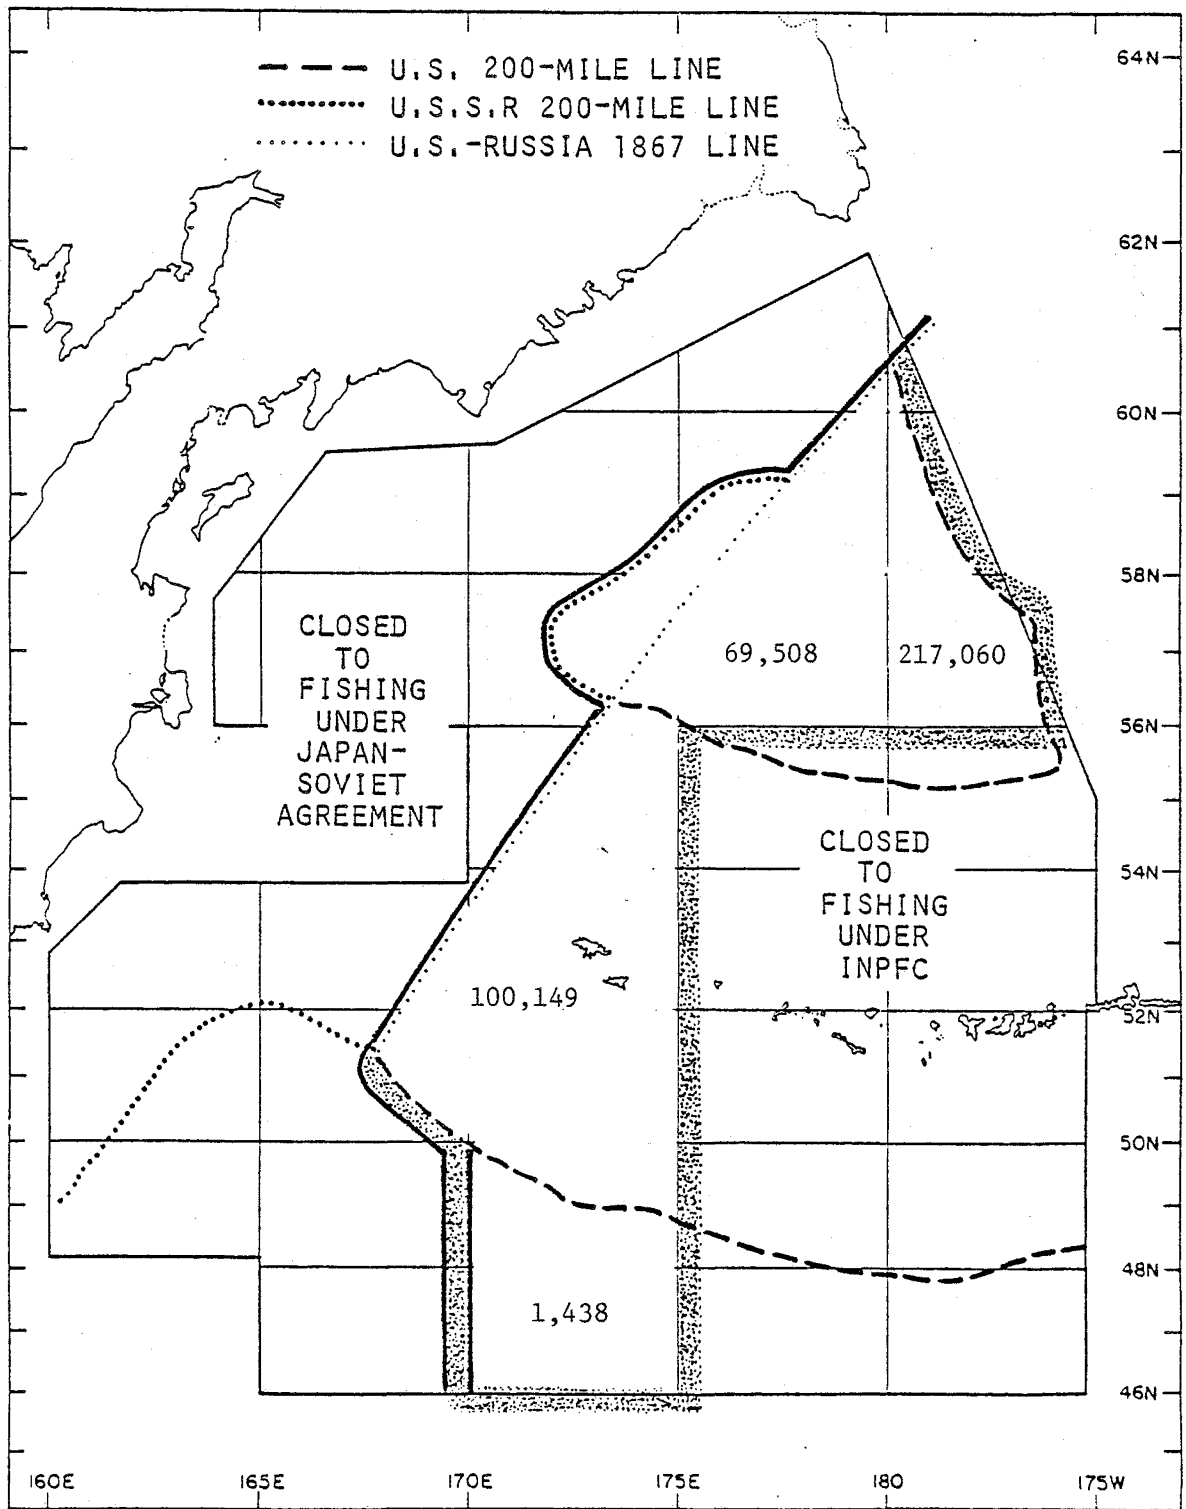 U.S. 200-MILE LINE
U.S.S.R 200-MILE LINE
U.S.-RUSSIA 1867 LINE
64N
62N
60N
58N
56N
54N
52N
50N
48N
46N
CLOSED
TO
FISHING
UNDER
JAPAN-
SOVIET
AGREEMENT
69,508
217,060
CLOSED
TO
FISHING
UNDER
INPFC
100,149
1,438
160E
165E
170E
175E
180
175W